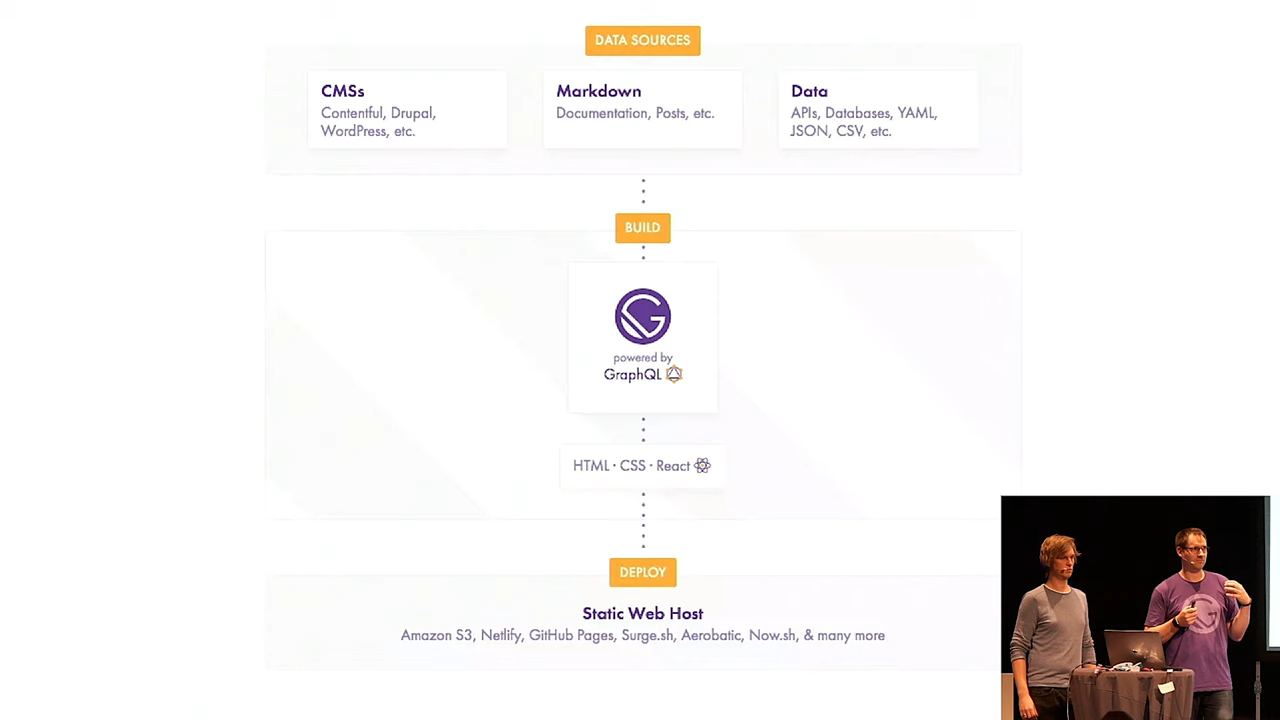 DATA SOURCES
CMSs
Contentful, Drupal,
WordPress, etc.
Markdown
Documentation, Posts, etc.
Data
APIs, Databases, YAML,
JSON, CSV, etc.
BUILD
powered by
GraphQL
HTML · CSS · React
DEPLOY
Static Web Host
Amazon S3, Netlify, GitHub Pages, Surge.sh, Aerobatic, Now.sh, & many more